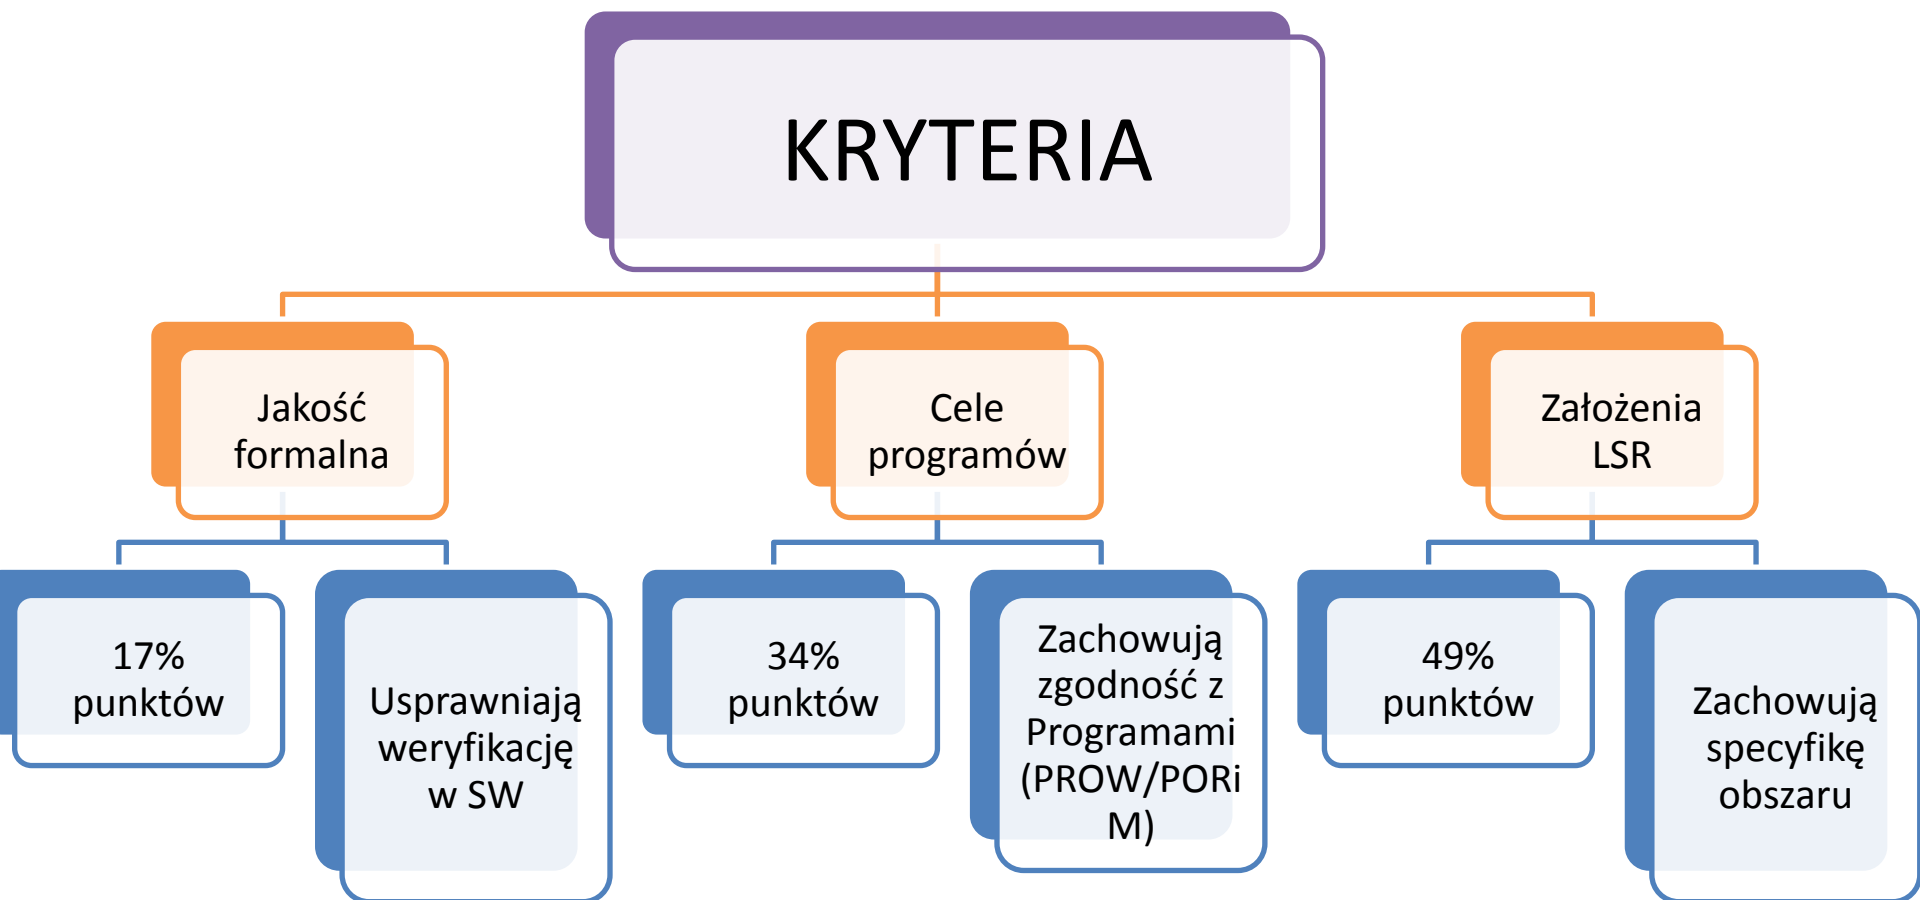 KRYTERIA
Jakość
formalna
Cele
programów
Założenia
LSR
17%
punktów
Usprawniają
weryfikację
w SW
34%
punktów
Zachowują
zgodność z
Programami
(PROW/PORi
M)
49%
punktów
Zachowują
specyfikę
obszaru